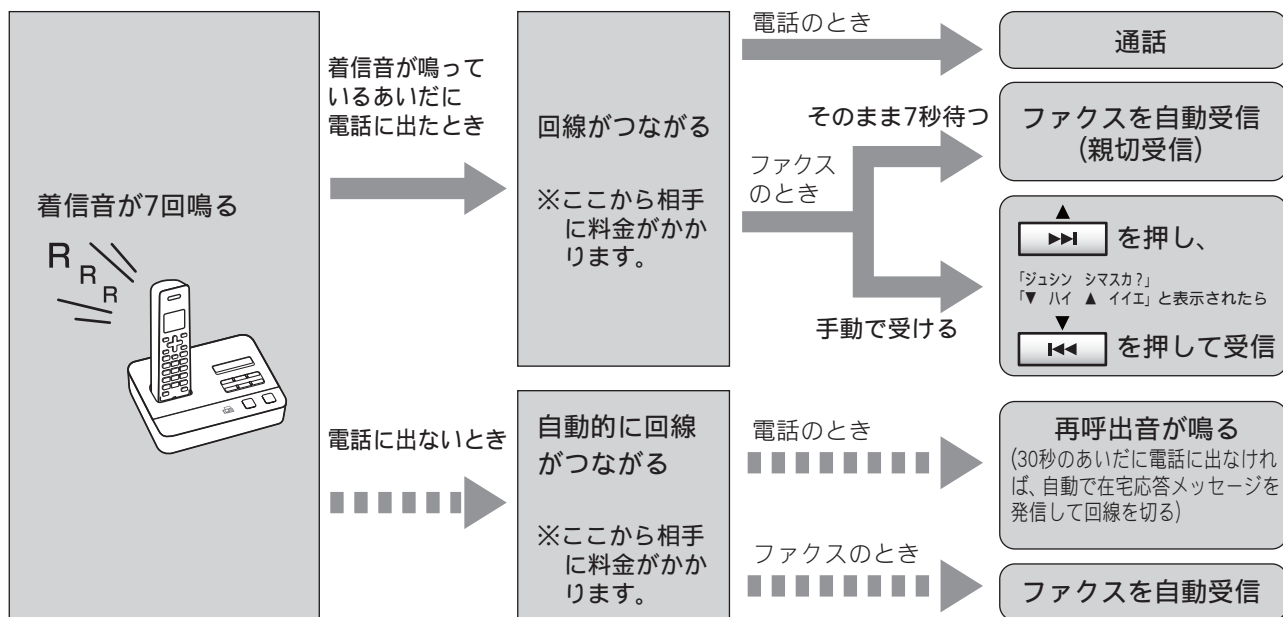 着信音が7回鳴る
R
R
R
着信音が鳴って
いるあいだに
電話に出たとき
電話に出ないとき
回線がつながる
※ここから相手
に料金がかか
ります。
自動的に回線
がつながる
※ここから相手
に料金がかか
ります。
電話のとき
ファクス
のとき
そのまま7秒待つ
手動で受ける
電話のとき
ファクスのとき
通話
ファクスを自動受信
(親切受信)
を押し、
「ジュシン シマスカ?」
「▼ ハイ ▲ イイエ」と表示されたら
を押して受信
再呼出音が鳴る
(30秒のあいだに電話に出なけれ
ば、自動で在宅応答メッセージを
発信して回線を切る)
ファクスを自動受信